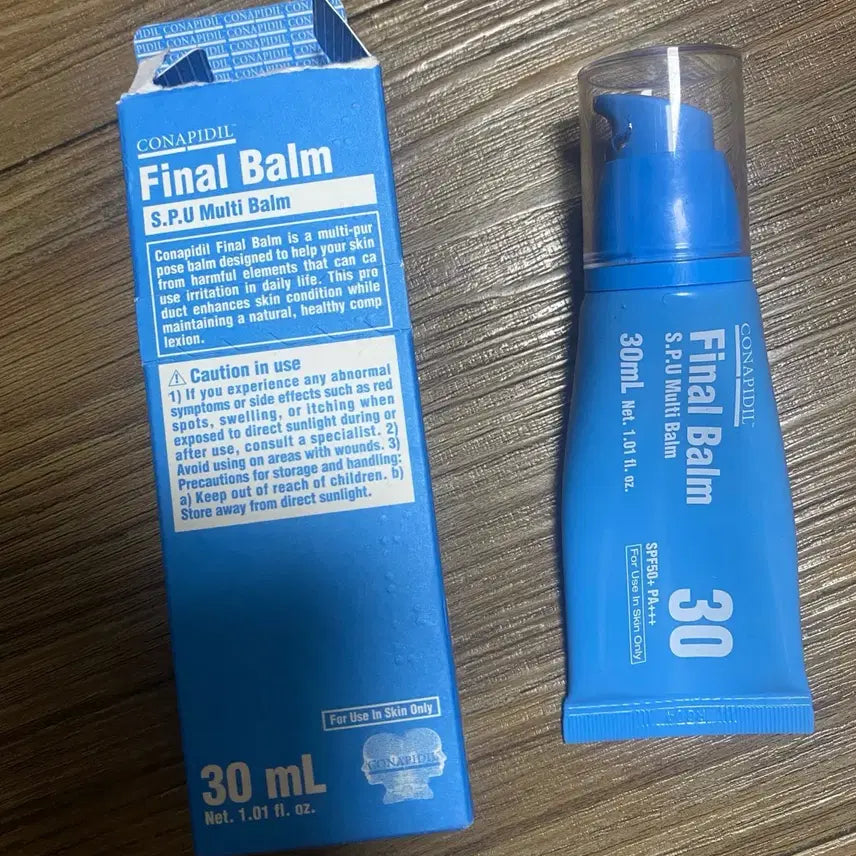 CONAPIDIL™
Final Balm
S.P.U Multi Balm
Conapidil Final Balm is a multi-pur
pose balm designed to help your skin
from harmful elements that can ca
use irritation in daily life. This pro
duct enhances skin condition while
maintaining a natural, healthy comp
lexion.
Caution in use
1) If you experience any abnormal
symptoms or side effects such as red
spots, swelling, or itching when
exposed to direct sunlight during or
after use, consult a specialist. 2)
Avoid using on areas with wounds. 3)
Precautions for storage and handling:
a) Keep out of reach of children. b)
Store away from direct sunlight.
For Use In Skin Only
CONAPIDIL
30 mL
Net. 1.01 fl. oz.
CONAPIDIL™
Final Balm
S.P.U Multi Balm
30mL Net. 1.01 fl. oz.
30
SPF50+ PA+++
For Use In Skin Only